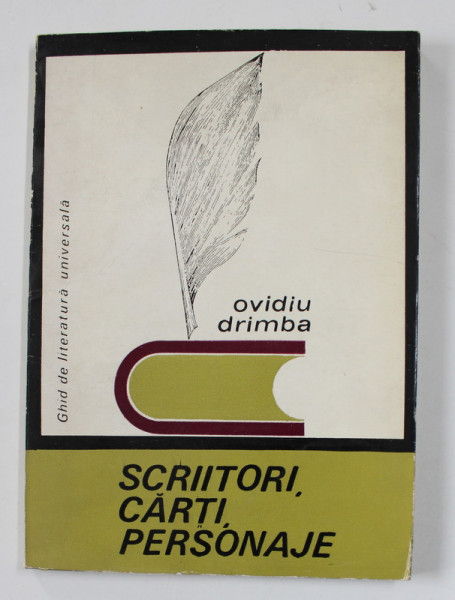 Ghid de literatură universală
ovidiu
drimba
SCRIITORI,
CĂRȚI,
PERSONAJE